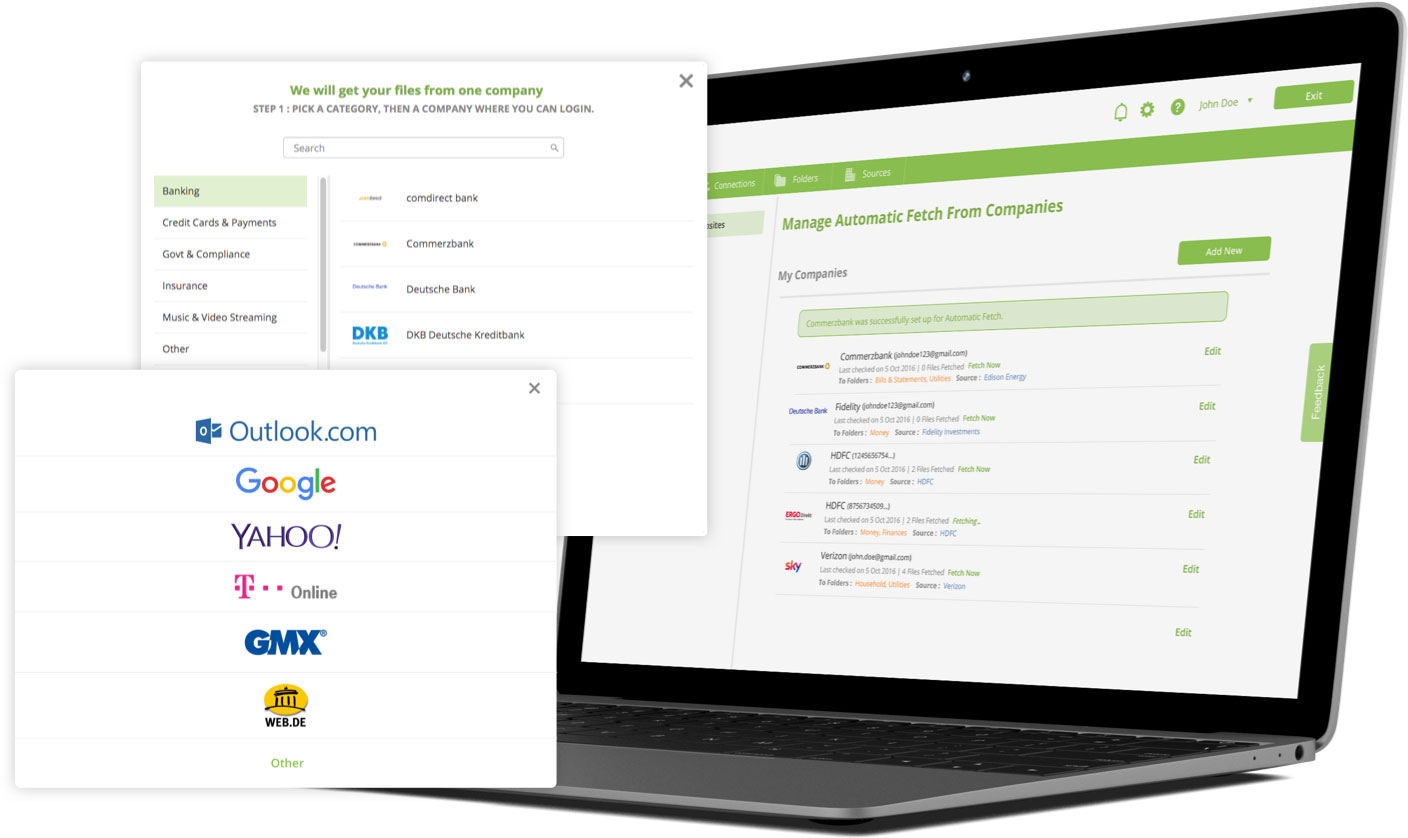 We will get your files from one company
STEP 1 : PICK A CATEGORY, THEN A COMPANY WHERE YOU CAN LOGIN.
Search
Banking
Credit Cards & Payments
Govt & Compliance
Insurance
Music & Video Streaming
Other
comdirect
comdirect bank
COMMERZBANK
Commerzbank
Deutsche Bank
Deutsche Bank
DKB
Deutsche Kreditbank AG
DKB Deutsche Kreditbank
Outlook.com
Google
YAHOO!
T Online
GMX®
WEB.DE
Other
John Doe
Exit
Connections
Folders
Sources
Manage Automatic Fetch From Companies
Add New
My Companies
Commerzbank was successfully set up for Automatic Fetch.
COMMERZBANK
Commerzbank (johndoe123@gmail.com)
Edit
Last checked on 5 Oct 2016 | 0 Files Fetched Fetch Now
To Folders : Bills & Statements, Utilities Source : Edison Energy
Deutsche Bank
Fidelity (johndoe123@gmail.com)
Edit
Last checked on 5 Oct 2016 | 0 Files Fetched Fetch Now
To Folders : Money Source : Fidelity Investments
HDFC (1245656754...)
Edit
Last checked on 5 Oct 2016 | 2 Files Fetched Fetch Now
To Folders : Money Source : HDFC
ERGO Direkt
HDFC (8756734509...)
Edit
Last checked on 5 Oct 2016 | 2 Files Fetched Fetching...
To Folders : Money, Finances Source : HDFC
sky
Verizon (john.doe@gmail.com)
Edit
Last checked on 5 Oct 2016 | 4 Files Fetched Fetch Now
To Folders : Household, Utilities Source : Verizon
Edit
Feedback